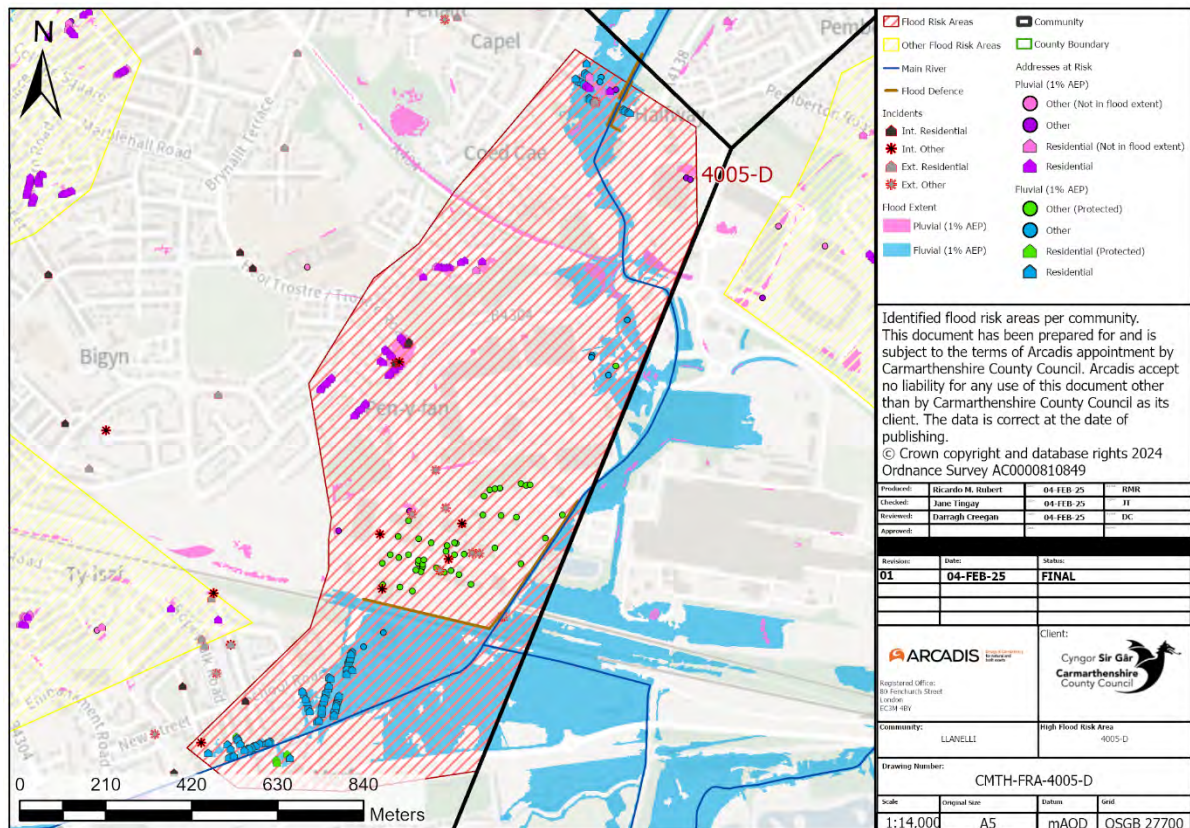 N
Capel
A4138
Pemberton
Marblehall Road
Brynallt Terrace
Hallway
Coed Cae
A484
4005-D
B4304
Bigyn
Pen-y-fan
Road
New
Road
B4304
0 210 420 630 840
Meters
Flood Risk Areas
Other Flood Risk Areas
Main River
Flood Defence
Incidents
Int. Residential
Int. Other
Ext. Residential
Ext. Other
Flood Extent
Pluvial (1% AEP)
Fluvial (1% AEP)
Community
County Boundary
Addresses at Risk
Pluvial (1% AEP)
Other (Not in flood extent)
Other
Residential (Not in flood extent)
Residential
Fluvial (1% AEP)
Other (Protected)
Other
Residential (Protected)
Residential
Identified flood risk areas per community.
This document has been prepared for and is
subject to the terms of Arcadis appointment by
Carmarthenshire County Council. Arcadis accept
no liability for any use of this document other
than by Carmarthenshire County Council as its
client. The data is correct at the date of
publishing.
© Crown copyright and database rights 2024
Ordnance Survey AC0000810849
Produced: Ricardo M. Rubert 04-FEB-25 RMR
Checked: Jane Tingay 04-FEB-25 JT
Reviewed: Darragh Creegan 04-FEB-25 DC
Approved:
Revision: Date: Status:
01 04-FEB-25 FINAL
ARCADIS
Registered Office:
80 Fenchurch Street
London
EC3M 4BY
Client:
Cyngor Sir Gâr
Carmarthenshire
County Council
Community: High Flood Risk Area
LLANELLI 4005-D
Drawing Number:
CMTH-FRA-4005-D
Scale Original Size Datum Grid
1:14.000 A5 mAOD OSGB 27700